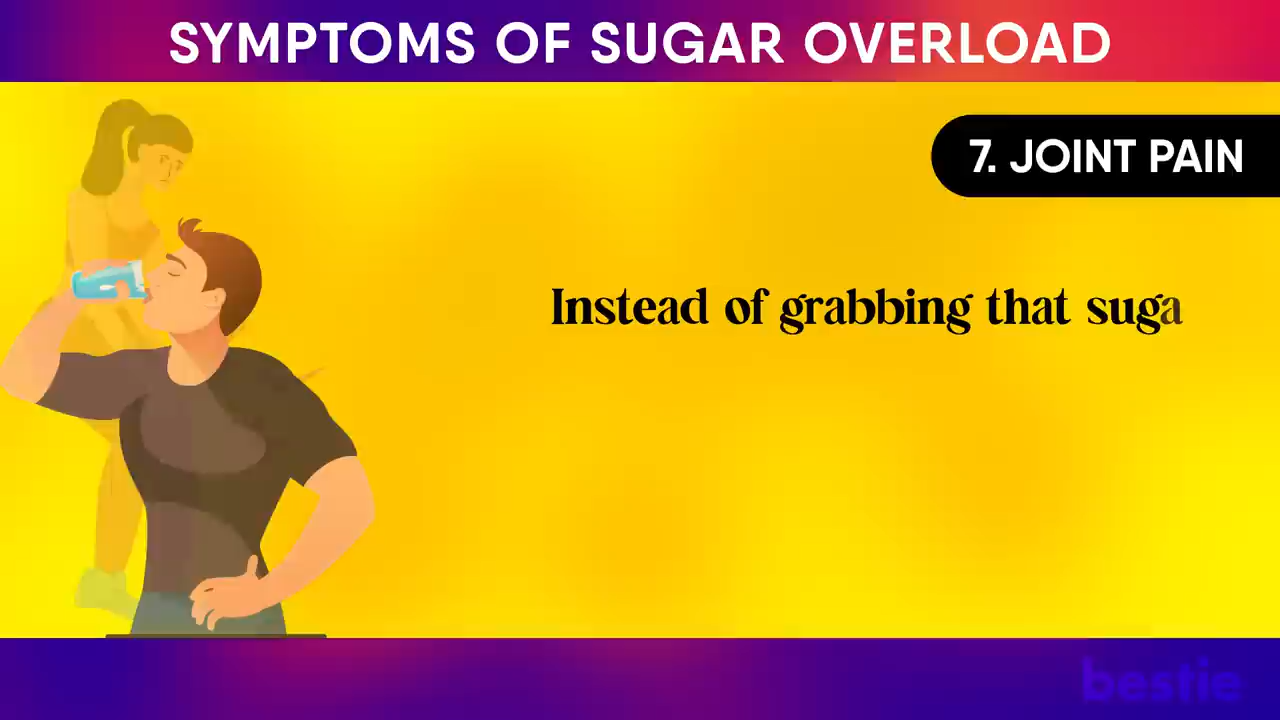 SYMPTOMS OF SUGAR OVERLOAD
7. JOINT PAIN
Instead of grabbing that suga
bestie